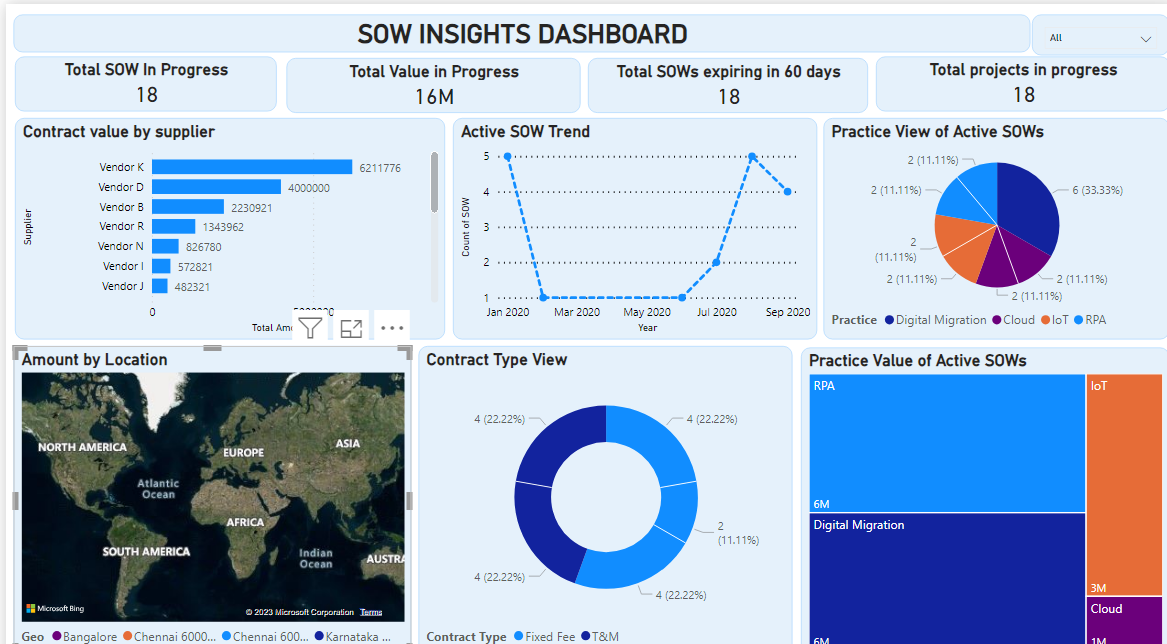 SOW INSIGHTS DASHBOARD
All
Total SOW In Progress
18
Total Value in Progress
16M
Total SOWs expiring in 60 days
18
Total projects in progress
18
Contract value by supplier
Supplier
Vendor K 6211776
Vendor D 4000000
Vendor B 2230921
Vendor R 1343962
Vendor N 826780
Vendor I 572821
Vendor J 482321
0
Active SOW Trend
Count of SOW
5
4
3
2
1
Jan 2020 Mar 2020 May 2020 Jul 2020 Sep 2020
Year
Practice View of Active SOWs
2 (11.11%)
6 (33.33%)
2 (11.11%)
2
(11.11%)
2 (11.11%)
2 (11.11%)
2 (11.11%)
Practice Digital Migration Cloud IoT RPA
Amount by Location
NORTH AMERICA
EUROPE
ASIA
Atlantic
Ocean
AFRICA
SOUTH AMERICA
Indian
Ocean
AUSTRA
Microsoft Bing
© 2023 Microsoft Corporation Terms
Geo Bangalore Chennai 6000... Chennai 600... Karnataka ...
Contract Type View
4 (22.22%)
4 (22.22%)
2
(11.11%)
4 (22.22%)
4 (22.22%)
Contract Type Fixed Fee T&M
Practice Value of Active SOWs
RPA
6M
IoT
3M
Digital Migration
6M
Cloud
1M